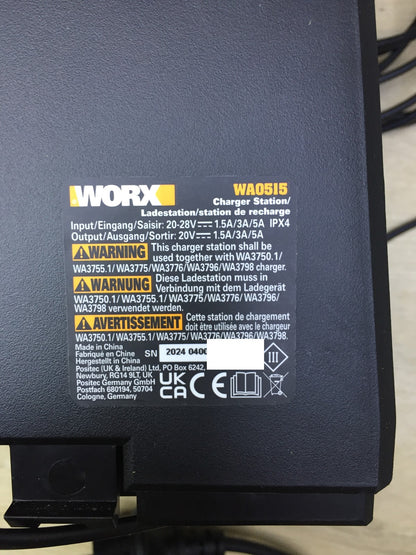 WORX WA0515
Charger Station/
Ladestation/station de recharge
Input/Eingang/Saisir: 20-28V 1.5A/3A/5A IPX4
Output/Ausgang/Sortir: 20V 1.5A/3A/5A
WARNING This charger station shall be
used together with WA3750.1/
WA3755.1/ WA3775/WA3776/WA3796/WA3798 charger.
WARNUNG Diese Ladestation muss in
Verbindung mit dem Ladegerät
WA3750.1/ WA3755.1/ WA3775/WA3776/ WA3796/
WA3798 verwendet werden.
AVERTISSEMENT Cette station de chargement
doit être utilisée avec le chargeur
WA3750.1/ WA3755.1/ WA3775/ WA3776/WA3796/WA3798.
Made in China
Fabriqué en Chine
Hergestellt in China
SN 2024 0400
Positec (UK & Ireland) Ltd, PO Box 6242,
Newbury, RG14 9LT, UK
Positec Germany GmbH
Postfach 680194, 50704
Cologne, Germany
UK
CA
CE
III